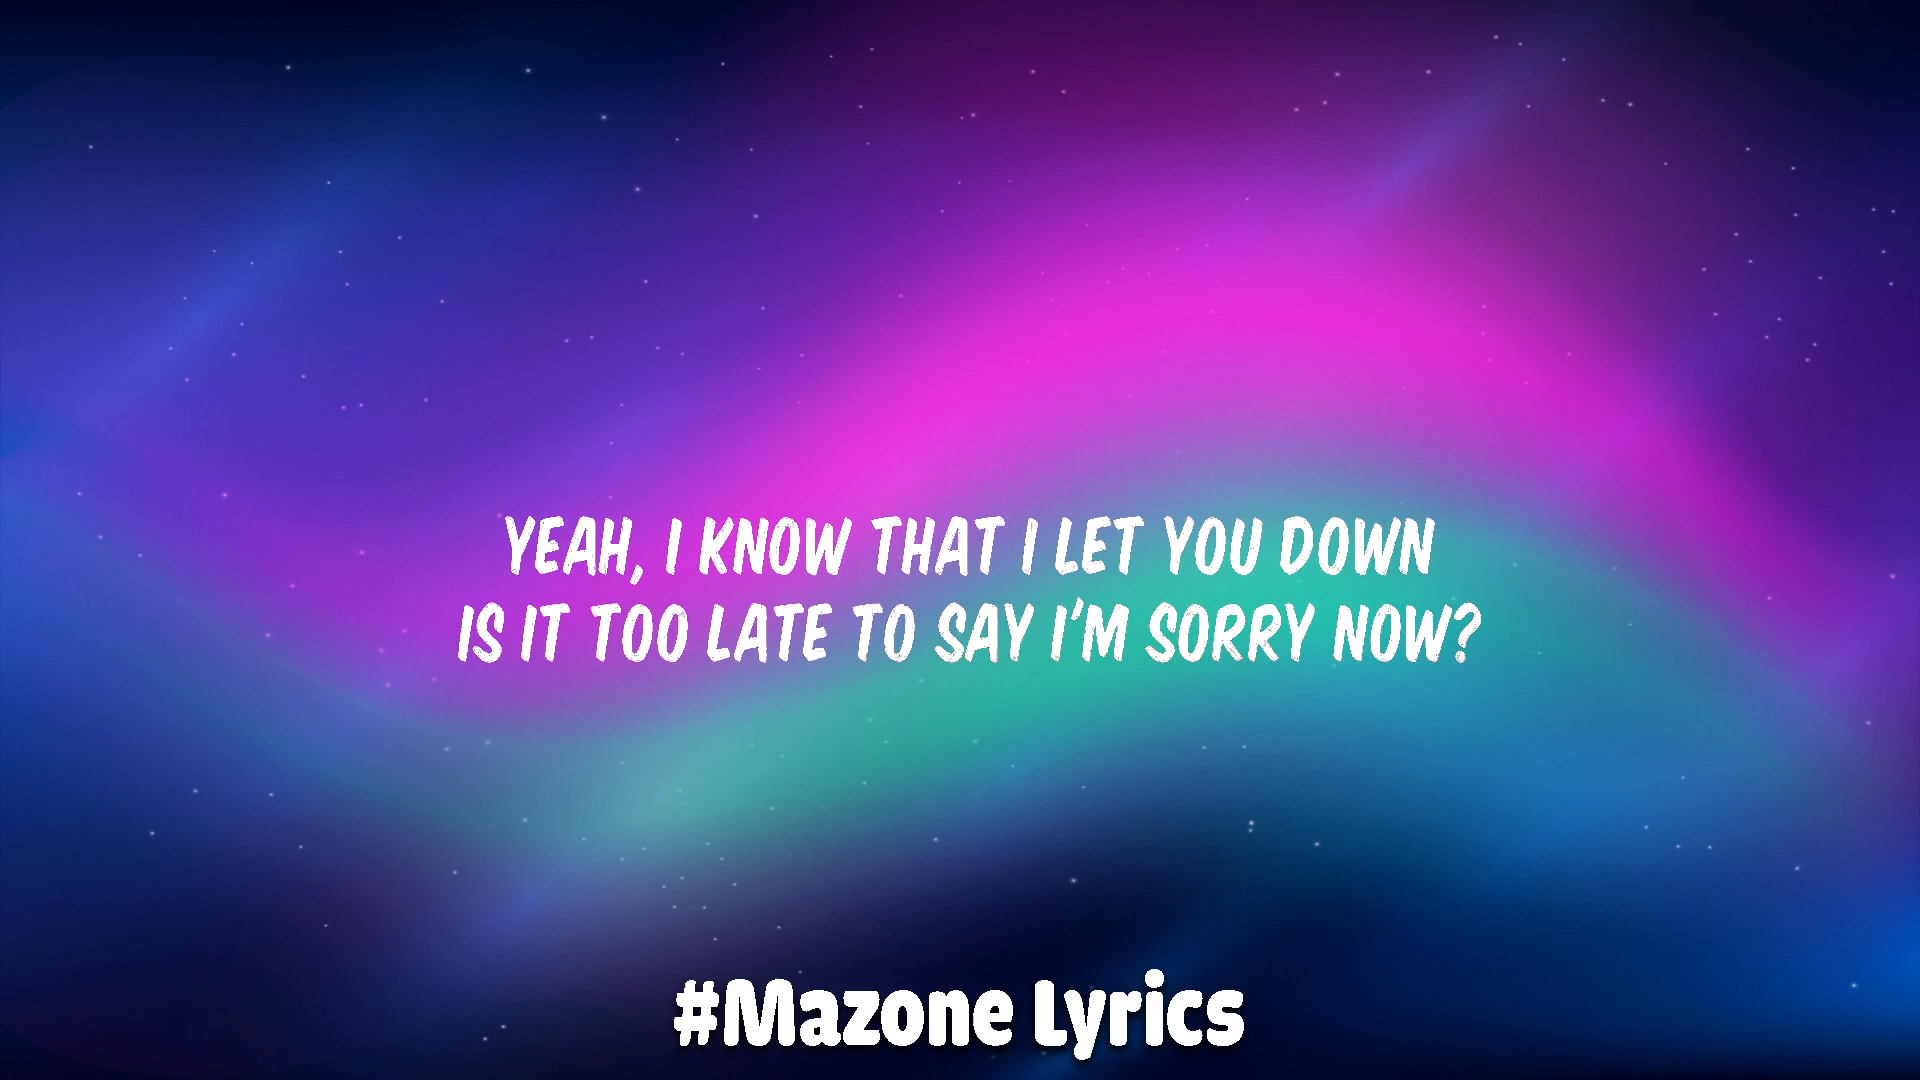 YEAH, I KNOW THAT I LET YOU DOWN
IS IT TOO LATE TO SAY I'M SORRY NOW?
#Mazone Lyrics